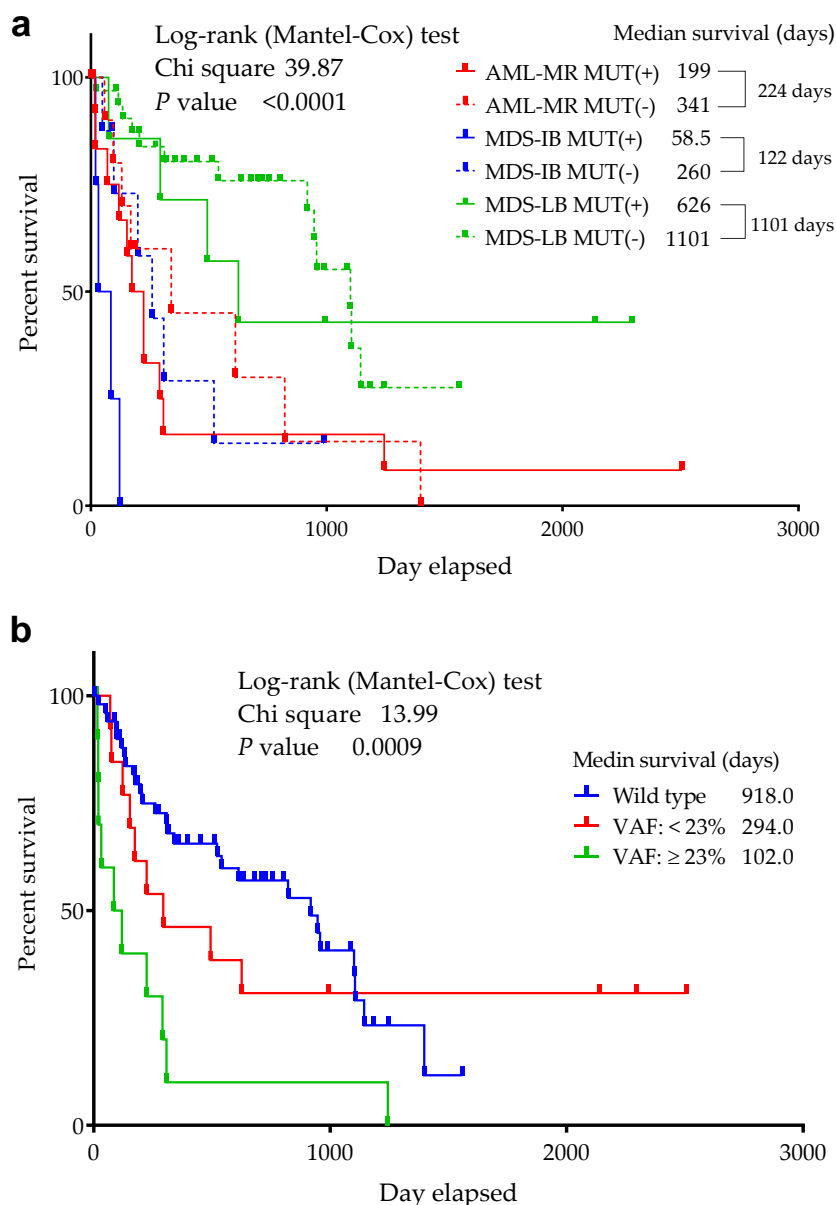 a
Log-rank (Mantel-Cox) test
Chi square 39.87
P value <0.0001
Median survival (days)
AML-MR MUT(+) 199
AML-MR MUT(-) 341
224 days
MDS-IB MUT(+) 58.5
MDS-IB MUT(-) 260
122 days
MDS-LB MUT(+) 626
MDS-LB MUT(-) 1101
1101 days
Percent survival
100
50
0
0 1000 2000 3000
Day elapsed
b
Log-rank (Mantel-Cox) test
Chi square 13.99
P value 0.0009
Medin survival (days)
Wild type 918.0
VAF: < 23% 294.0
VAF: ≥ 23% 102.0
Percent survival
100
50
0
0 1000 2000 3000
Day elapsed